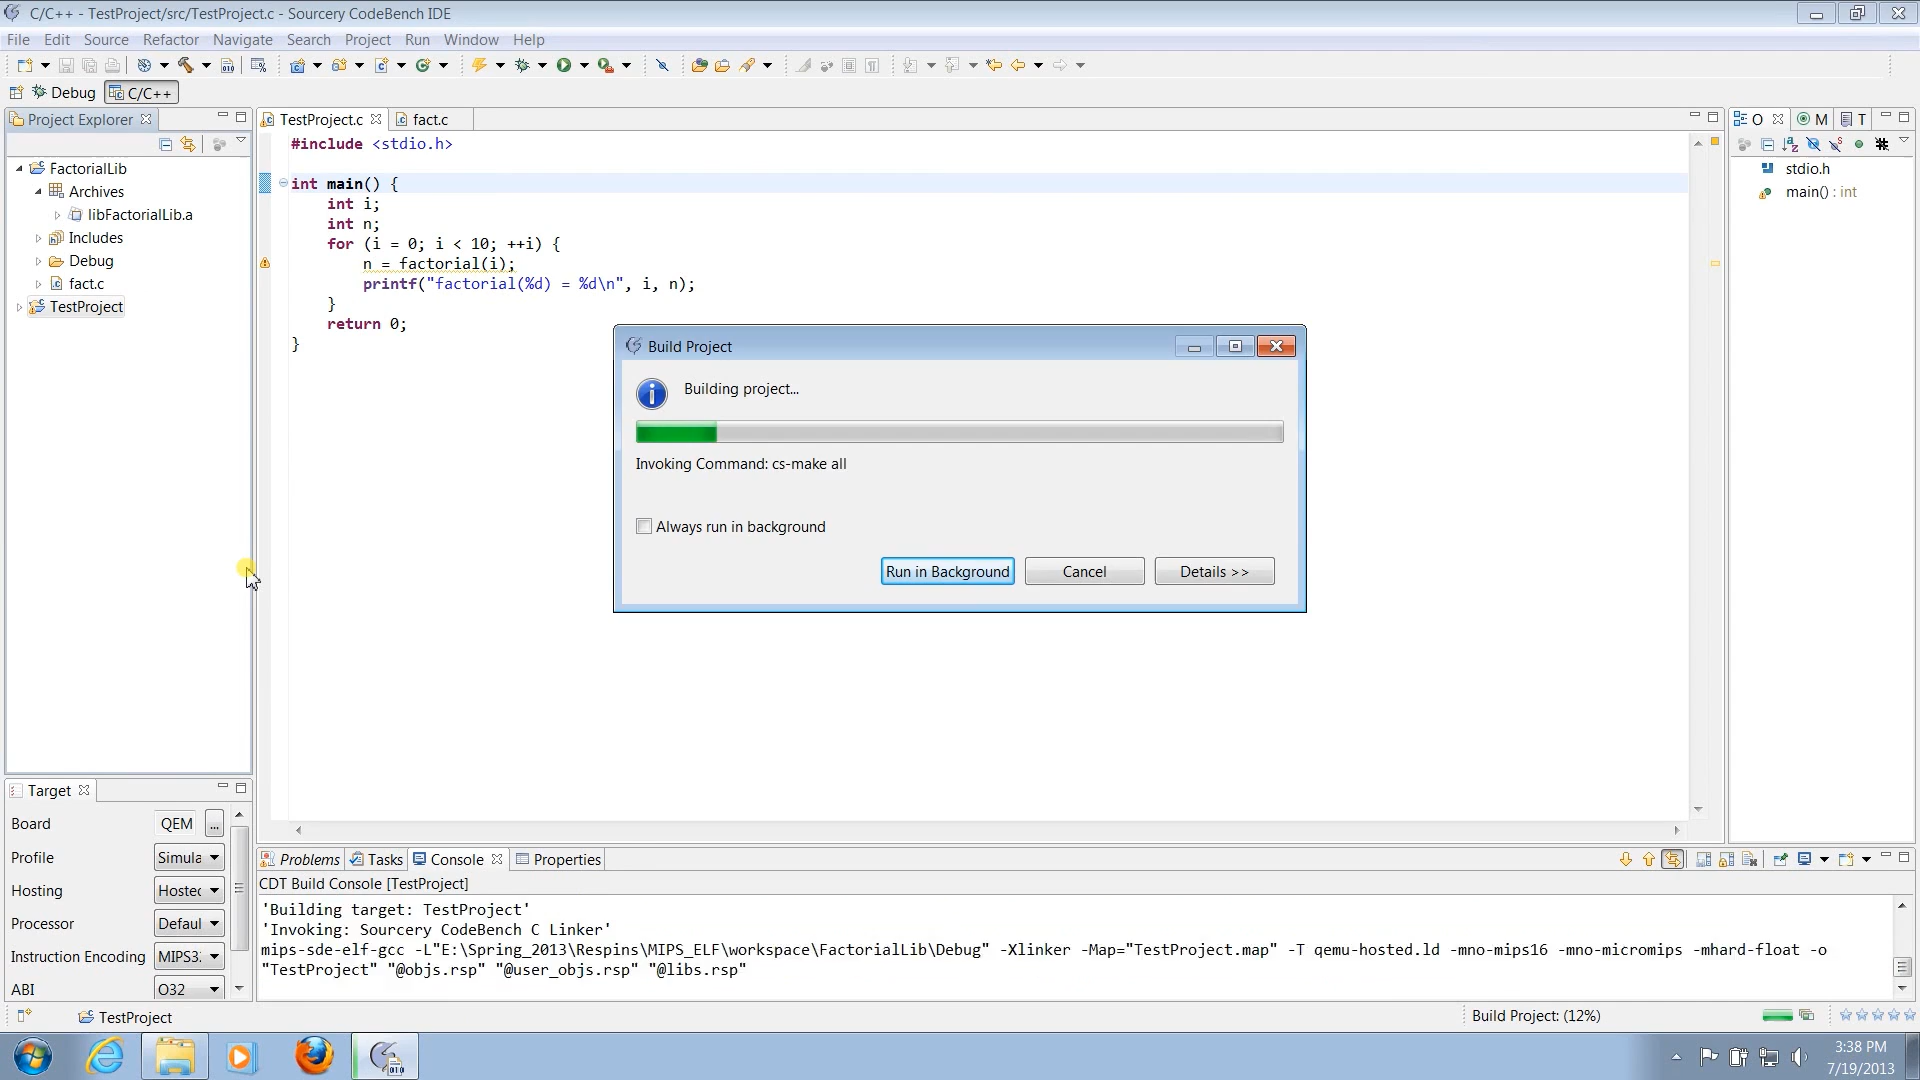 C/C++ - TestProject/src/TestProject.c - Sourcery CodeBench IDE
File Edit Source Refactor Navigate Search Project Run Window Help
Debug C/C++
Project Explorer
FactorialLib
Archives
libFactorialLib.a
Includes
Debug
fact.c
TestProject
TestProject.c fact.c
#include <stdio.h>
int main() {
int i;
int n;
for (i = 0; i < 10; ++i) {
n = factorial(i);
printf("factorial(%d) = %d\n", i, n);
}
return 0;
}
O M T
stdio.h
main() : int
Build Project
Building project...
Invoking Command: cs-make all
Always run in background
Run in Background Cancel Details >>
Target
Board QEM ...
Profile Simula
Hosting Hostec
Processor Defaul
Instruction Encoding MIPS3
ABI O32
Problems Tasks Console Properties
CDT Build Console [TestProject]
'Building target: TestProject'
'Invoking: Sourcery CodeBench C Linker'
mips-sde-elf-gcc -L"E:\Spring_2013\Respins\MIPS_ELF\workspace\FactorialLib\Debug" -Xlinker -Map="TestProject.map" -T qemu-hosted.ld -mno-mips16 -mno-micromips -mhard-float -o
"TestProject" "@objs.rsp" "@user_objs.rsp" "@libs.rsp"
TestProject
Build Project: (12%)
3:38 PM
7/19/2013